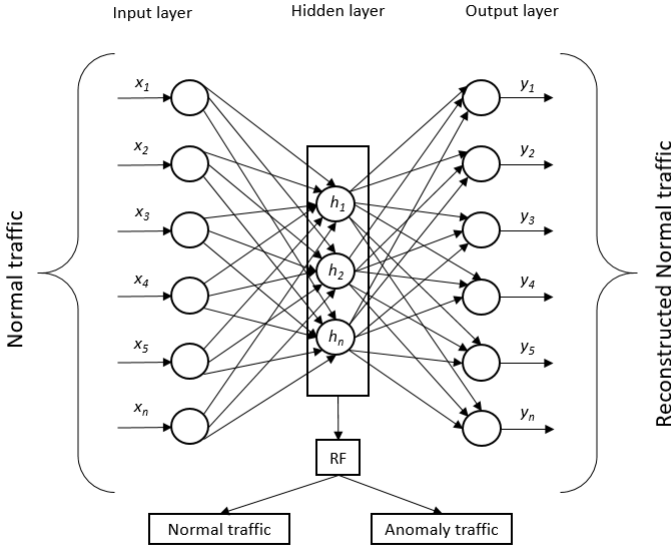 Input layer
Hidden layer
Output layer
x1
x2
x3
x4
x5
xn
Normal traffic
h1
h2
hn
y1
y2
y3
y4
y5
yn
Reconstructed Normal traffic
RF
Normal traffic
Anomaly traffic